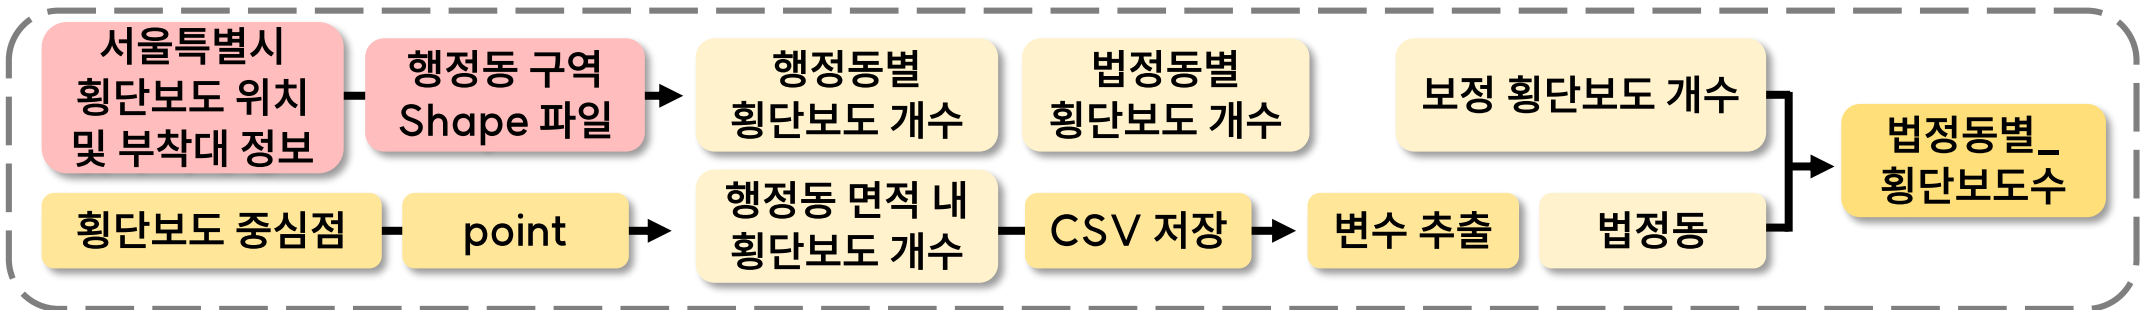 서울특별시
횡단보도 위치
및 부착대 정보
행정동 구역
Shape 파일
행정동별
횡단보도 개수
법정동별
횡단보도 개수
보정 횡단보도 개수
법정동별_
횡단보도수
횡단보도 중심점
point
행정동 면적 내
횡단보도 개수
CSV 저장
변수 추출
법정동